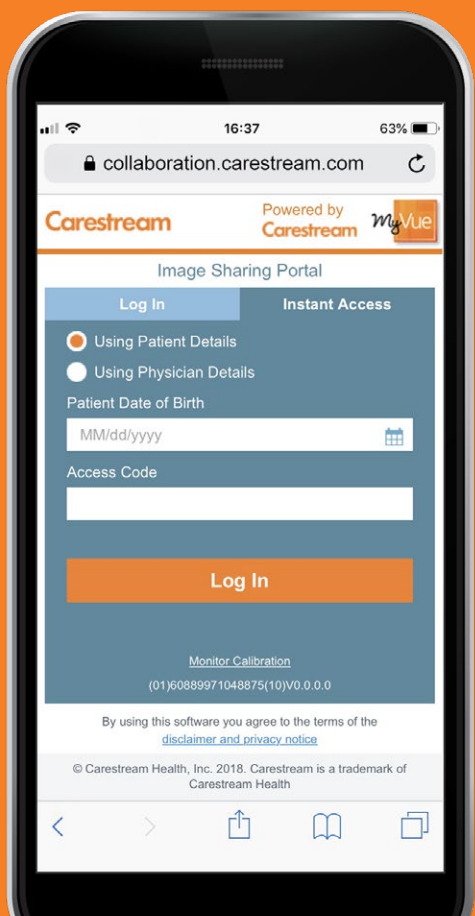 16:37
63%
collaboration.carestream.com
Carestream
Powered by
Carestream
MyVue
Image Sharing Portal
Log In
Instant Access
Using Patient Details
Using Physician Details
Patient Date of Birth
MM/dd/yyyy
Access Code
Log In
Monitor Calibration
(01)60889971048875(10)V0.0.0.0
By using this software you agree to the terms of the
disclaimer and privacy notice
© Carestream Health, Inc. 2018. Carestream is a trademark of
Carestream Health